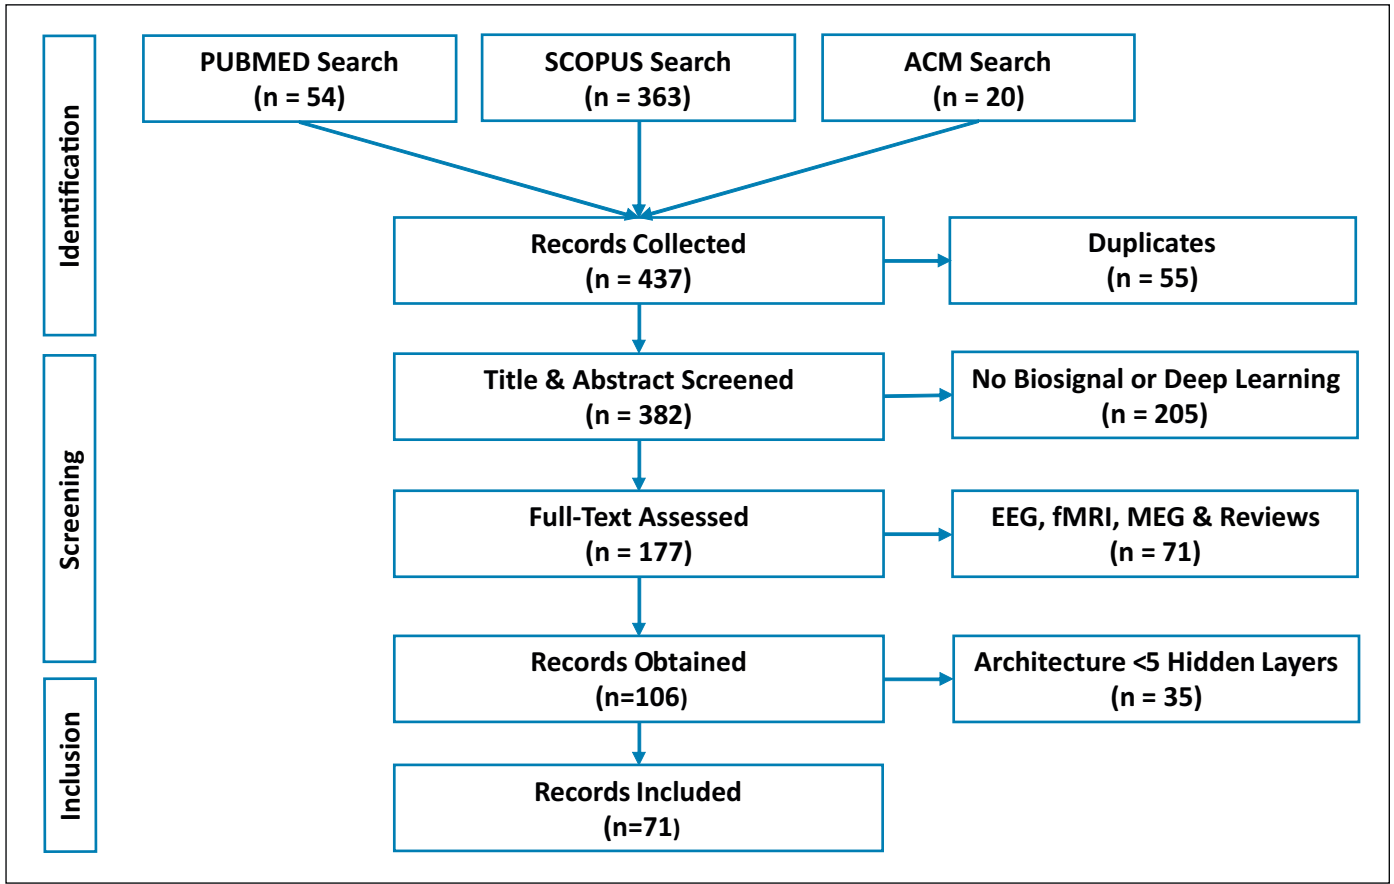 Identification
PUBMED Search
(n = 54)
SCOPUS Search
(n = 363)
ACM Search
(n = 20)
Records Collected
(n = 437)
Duplicates
(n = 55)
Screening
Title & Abstract Screened
(n = 382)
No Biosignal or Deep Learning
(n = 205)
Full-Text Assessed
(n = 177)
EEG, fMRI, MEG & Reviews
(n = 71)
Records Obtained
(n=106)
Architecture <5 Hidden Layers
(n = 35)
Inclusion
Records Included
(n=71)